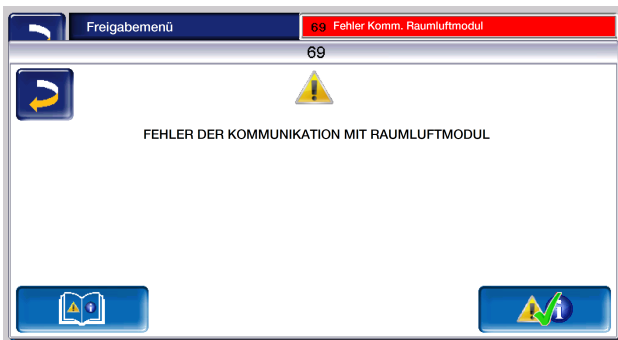 Freigabemenü
69 Fehler Komm. Raumluftmodul
69
FEHLER DER KOMMUNIKATION MIT RAUMLUFTMODUL